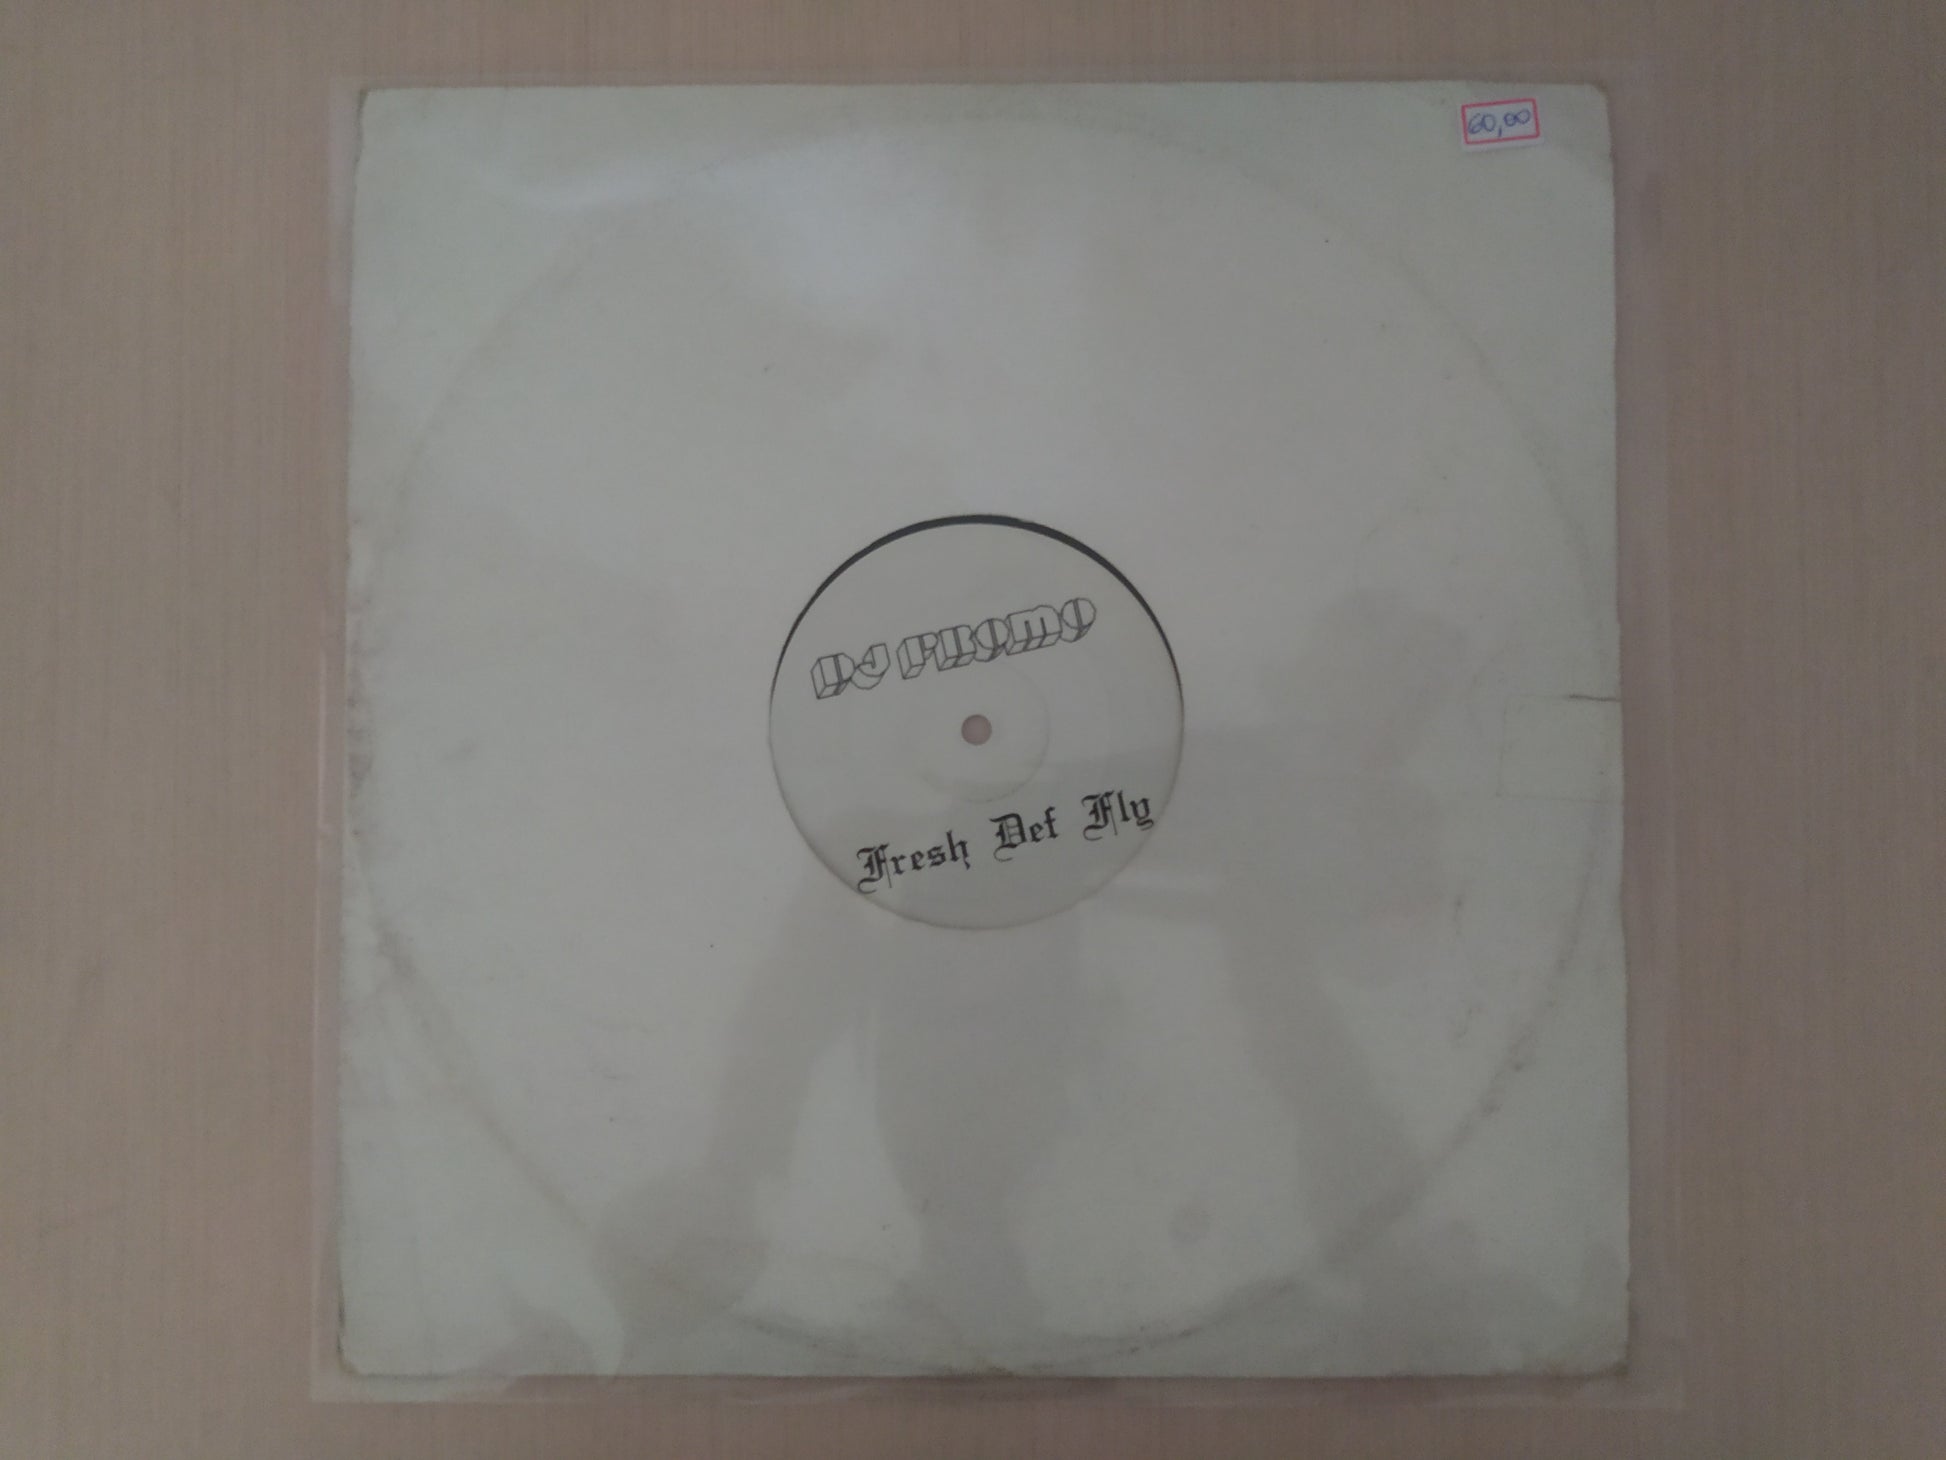 60,00
DJ PROMO
Fresh Def Fly